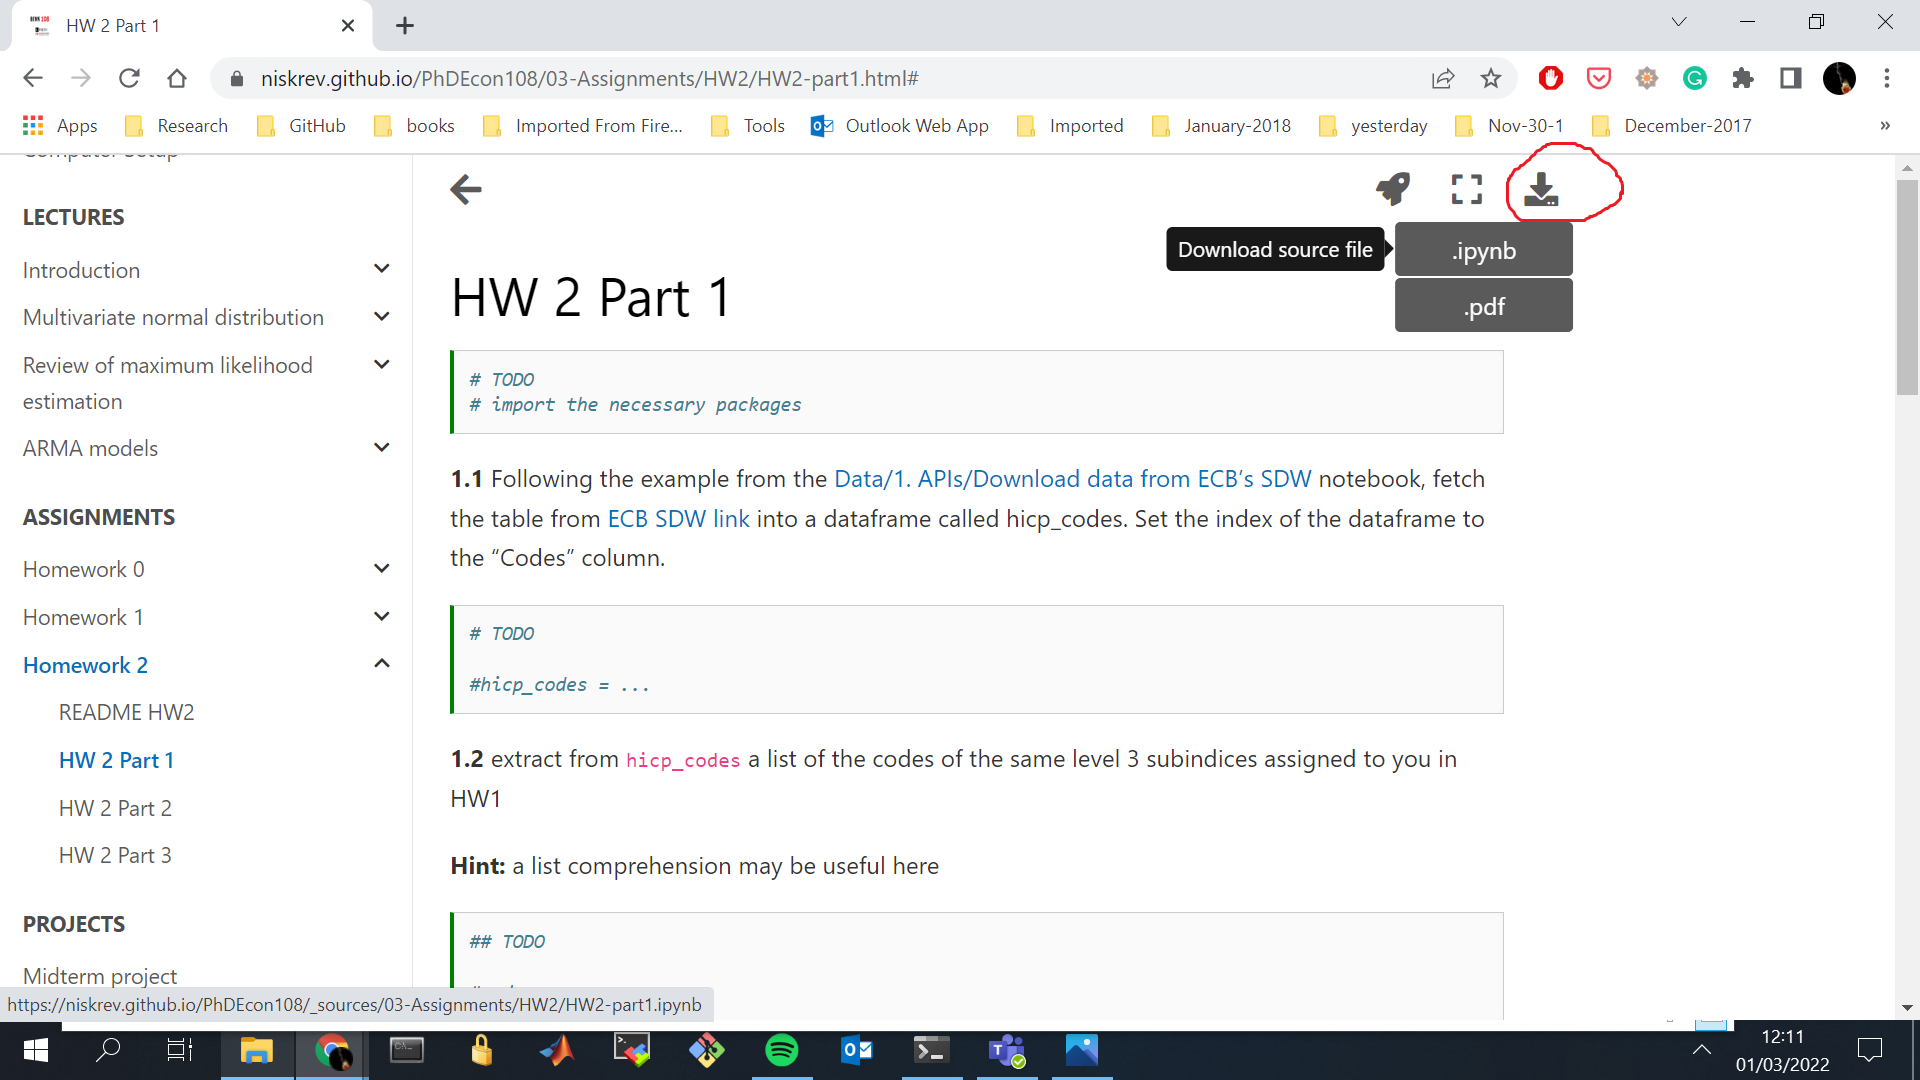 HW 2 Part 1
niskrev.github.io/PhDEcon108/03-Assignments/HW2/HW2-part1.html#
Apps Research GitHub books Imported From Fire... Tools Outlook Web App Imported January-2018 yesterday Nov-30-1 December-2017 »
Computer Setup
LECTURES
Introduction
Multivariate normal distribution
Review of maximum likelihood
estimation
ARMA models
ASSIGNMENTS
Homework 0
Homework 1
Homework 2
README HW2
HW 2 Part 1
HW 2 Part 2
HW 2 Part 3
PROJECTS
Midterm project
Download source file
.ipynb
.pdf
HW 2 Part 1
# TODO
# import the necessary packages
1.1 Following the example from the Data/1. APIs/Download data from ECB’s SDW notebook, fetch
the table from ECB SDW link into a dataframe called hicp_codes. Set the index of the dataframe to
the “Codes” column.
# TODO
#hicp_codes = ...
1.2 extract from hicp_codes a list of the codes of the same level 3 subindices assigned to you in
HW1
Hint: a list comprehension may be useful here
## TODO
https://niskrev.github.io/PhDEcon108/_sources/03-Assignments/HW2/HW2-part1.ipynb
12:11
01/03/2022